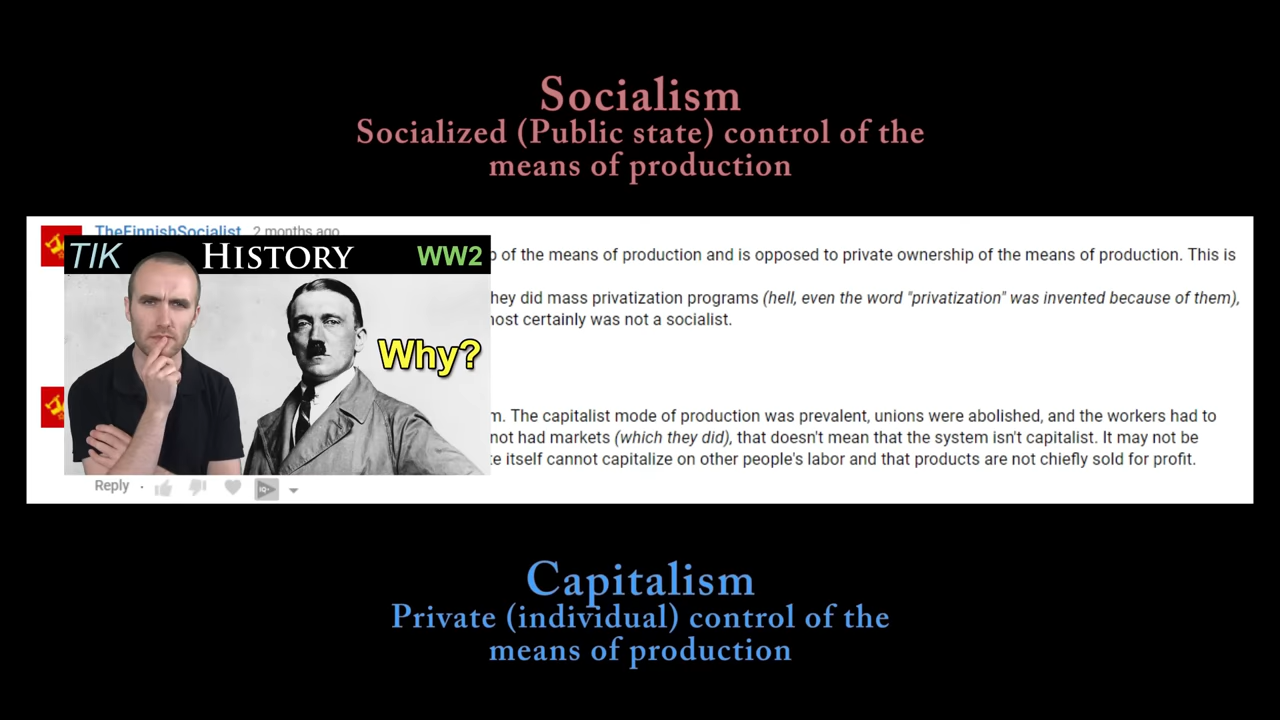 Socialism
Socialized (Public state) control of the
means of production
TheFinnishSocialist 2 months ago
TIK HISTORY WW2
of the means of production and is opposed to private ownership of the means of production. This is
hey did mass privatization programs (hell, even the word "privatization" was invented because of them),
most certainly was not a socialist.
Why?
m. The capitalist mode of production was prevalent, unions were abolished, and the workers had to
not had markets (which they did), that doesn't mean that the system isn't capitalist. It may not be
te itself cannot capitalize on other people's labor and that products are not chiefly sold for profit.
Reply
Capitalism
Private (individual) control of the
means of production